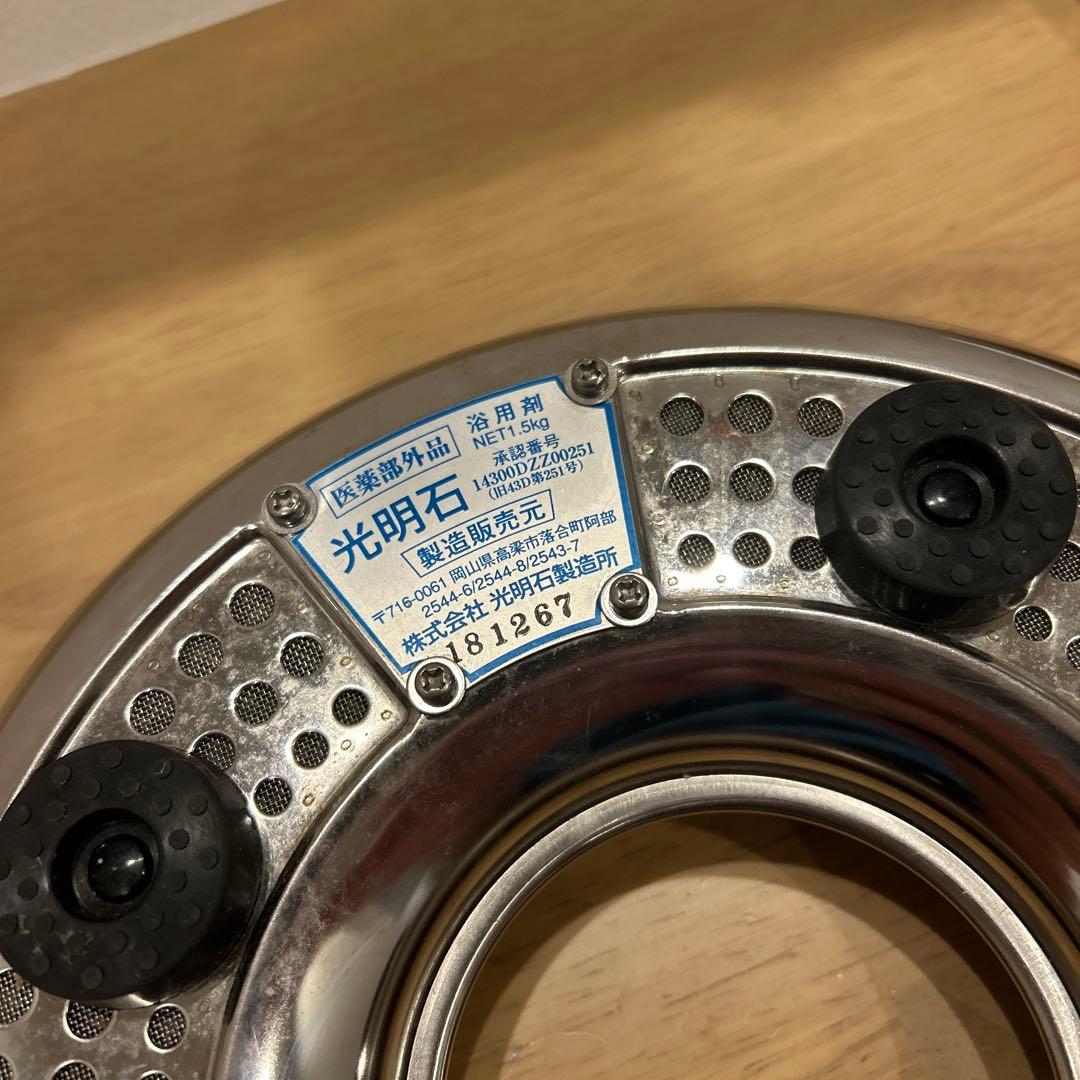 医薬部外品
浴用剤
NET1.5kg
光明石
承認番号
14300DZZ00251
(旧43D第251号)
製造販売元
〒716-0061 岡山県高梁市落合町阿部
2544-6/2544-8/2543-7
株式会社 光明石製造所
181267